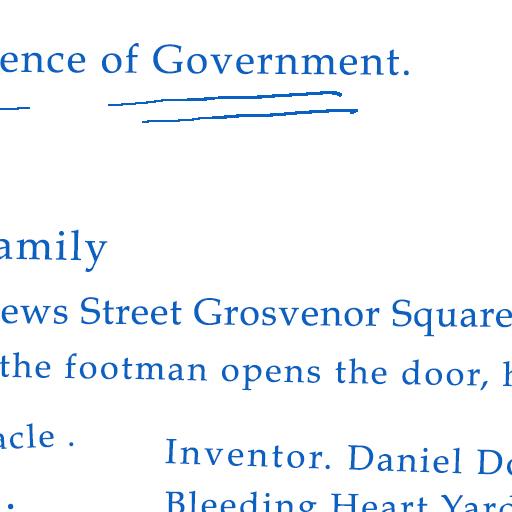 ence of Government.
amily
ews Street Grosvenor Square
the footman opens the door, h
acle .
Inventor. Daniel Do
.
Bleeding Heart Yard